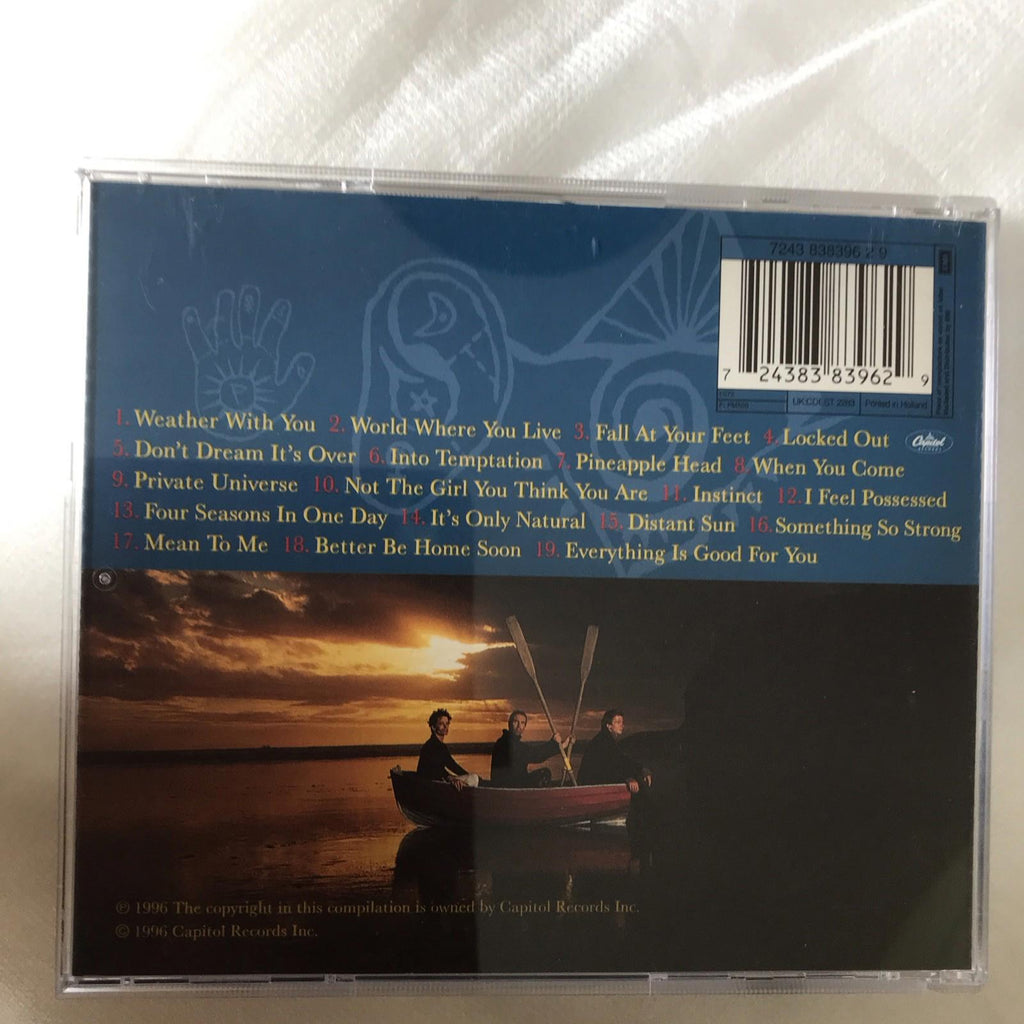 7243 838396 2 9
7 24383 83962 9
UK:CDEST 2283 Printed in Holland
1. Weather With You 2. World Where You Live 3. Fall At Your Feet 4. Locked Out
Capitol
5. Don't Dream It's Over 6. Into Temptation 7. Pineapple Head 8. When You Come
9. Private Universe 10. Not The Girl You Think You Are 11. Instinct 12. I Feel Possessed
13. Four Seasons In One Day 14. It's Only Natural 15. Distant Sun 16. Something So Strong
17. Mean To Me 18. Better Be Home Soon 19. Everything Is Good For You
℗ 1996 The copyright in this compilation is owned by Capitol Records Inc.
© 1996 Capitol Records Inc.